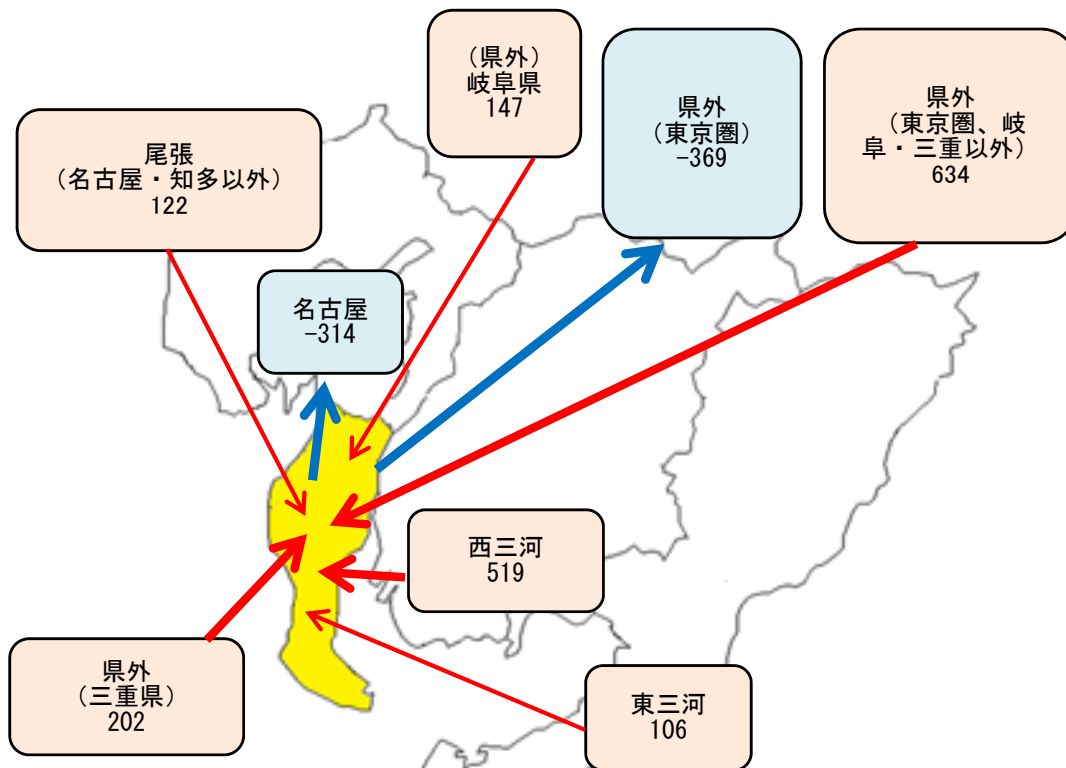 (県外)
岐阜県
147
県外
(東京圏)
-369
県外
(東京圏、岐
阜・三重以外)
634
尾張
(名古屋・知多以外)
122
名古屋
-314
西三河
519
県外
(三重県)
202
東三河
106